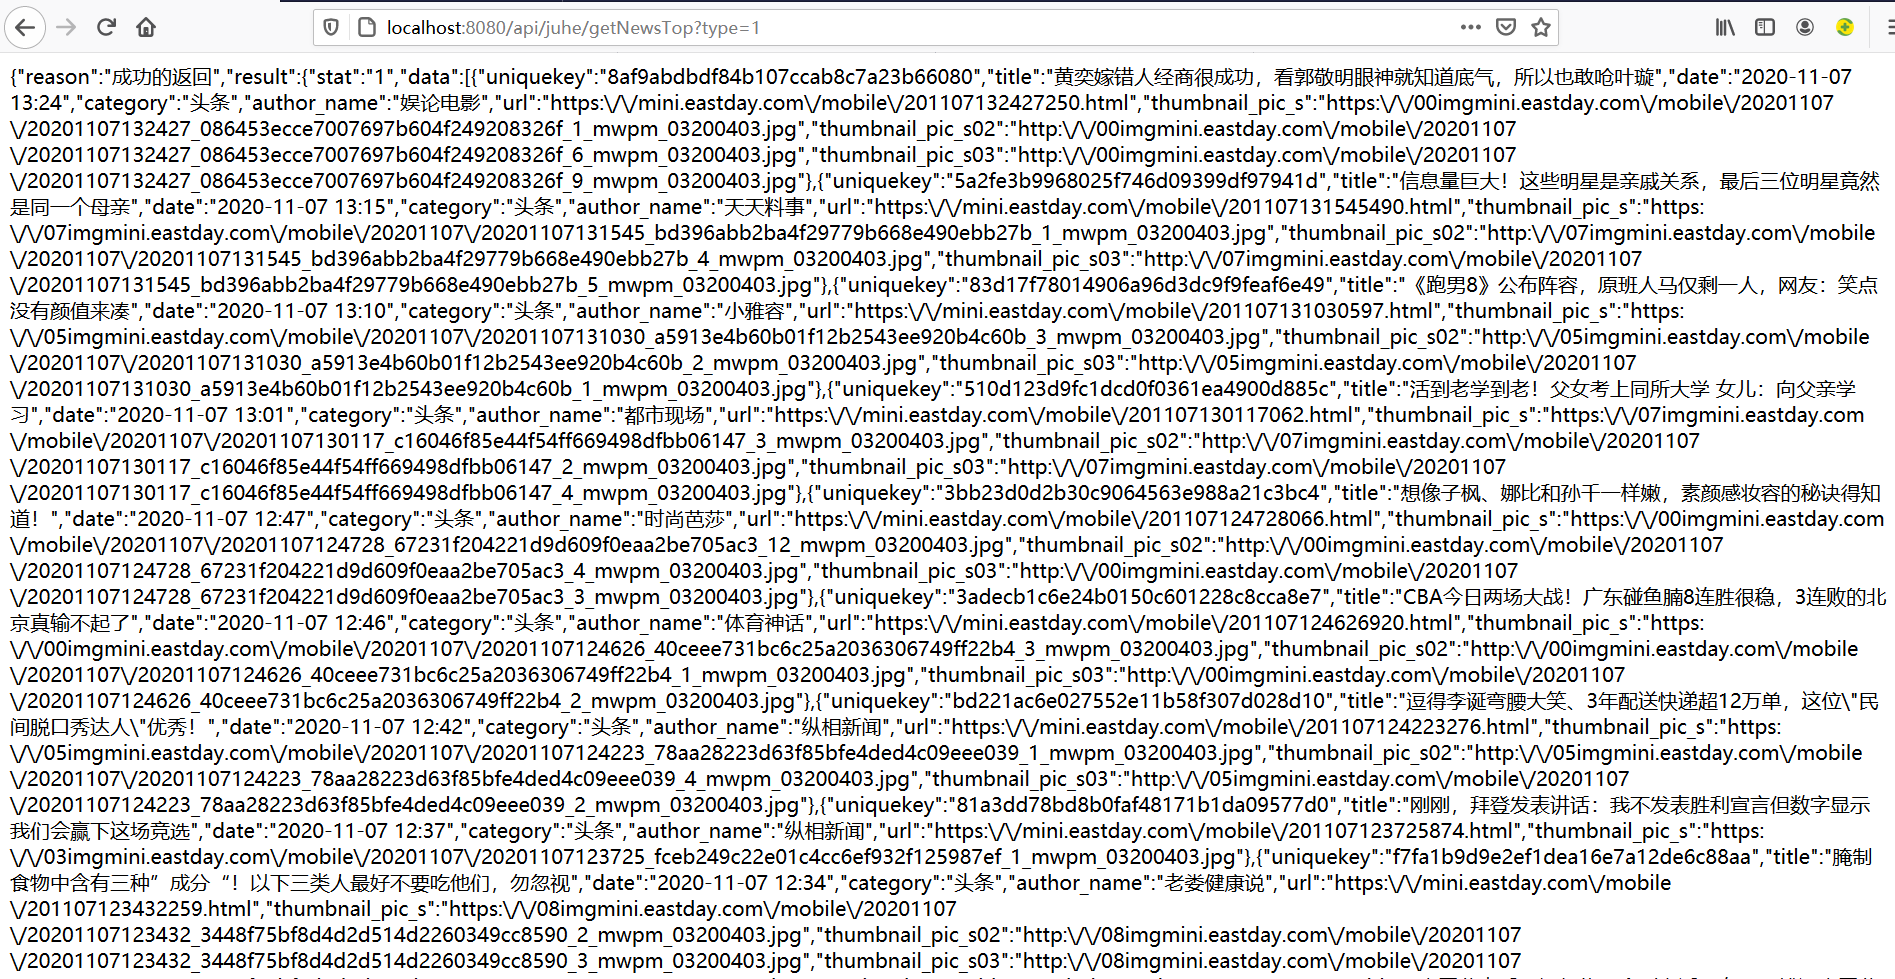 localhost:8080/api/juhe/getNewsTop?type=1
{"reason":"成功的返回","result":{"stat":"1","data":[{"uniquekey":"8af9abdbdf84b107ccab8c7a23b66080","title":"黄奕嫁错人经商很成功，看郭敬明眼神就知道底气，所以也敢呛叶璇","date":"2020-11-07
13:24","category":"头条","author_name":"娱论电影","url":"https:\/\/mini.eastday.com\/mobile\/201107132427250.html","thumbnail_pic_s":"https:\/\/00imgmini.eastday.com\/mobile\/20201107
\/20201107132427_086453ecce7007697b604f249208326f_1_mwpm_03200403.jpg","thumbnail_pic_s02":"http:\/\/00imgmini.eastday.com\/mobile\/20201107
\/20201107132427_086453ecce7007697b604f249208326f_6_mwpm_03200403.jpg","thumbnail_pic_s03":"http:\/\/00imgmini.eastday.com\/mobile\/20201107
\/20201107132427_086453ecce7007697b604f249208326f_9_mwpm_03200403.jpg"},{"uniquekey":"5a2fe3b9968025f746d09399df97941d","title":"信息量巨大！这些明星是亲戚关系，最后三位明星竟然
是同一个母亲","date":"2020-11-07 13:15","category":"头条","author_name":"天天料事","url":"https:\/\/mini.eastday.com\/mobile\/201107131545490.html","thumbnail_pic_s":"https:
\/\/07imgmini.eastday.com\/mobile\/20201107\/20201107131545_bd396abb2ba4f29779b668e490ebb27b_1_mwpm_03200403.jpg","thumbnail_pic_s02":"http:\/\/07imgmini.eastday.com\/mobile
\/20201107\/20201107131545_bd396abb2ba4f29779b668e490ebb27b_4_mwpm_03200403.jpg","thumbnail_pic_s03":"http:\/\/07imgmini.eastday.com\/mobile\/20201107
\/20201107131545_bd396abb2ba4f29779b668e490ebb27b_5_mwpm_03200403.jpg"},{"uniquekey":"83d17f78014906a96d3dc9f9feaf6e49","title":"《跑男8》公布阵容，原班人马仅剩一人，网友：笑点
没有颜值来凑","date":"2020-11-07 13:10","category":"头条","author_name":"小雅容","url":"https:\/\/mini.eastday.com\/mobile\/201107131030597.html","thumbnail_pic_s":"https:
\/\/05imgmini.eastday.com\/mobile\/20201107\/20201107131030_a5913e4b60b01f12b2543ee920b4c60b_3_mwpm_03200403.jpg","thumbnail_pic_s02":"http:\/\/05imgmini.eastday.com\/mobile
\/20201107\/20201107131030_a5913e4b60b01f12b2543ee920b4c60b_2_mwpm_03200403.jpg","thumbnail_pic_s03":"http:\/\/05imgmini.eastday.com\/mobile\/20201107
\/20201107131030_a5913e4b60b01f12b2543ee920b4c60b_1_mwpm_03200403.jpg"},{"uniquekey":"510d123d9fc1dcd0f0361ea4900d885c","title":"活到老学到老！父女考上同所大学 女儿：向父亲学
习","date":"2020-11-07 13:01","category":"头条","author_name":"都市现场","url":"https:\/\/mini.eastday.com\/mobile\/201107130117062.html","thumbnail_pic_s":"https:\/\/07imgmini.eastday.com
\/mobile\/20201107\/20201107130117_c16046f85e44f54ff669498dfbb06147_3_mwpm_03200403.jpg","thumbnail_pic_s02":"http:\/\/07imgmini.eastday.com\/mobile\/20201107
\/20201107130117_c16046f85e44f54ff669498dfbb06147_2_mwpm_03200403.jpg","thumbnail_pic_s03":"http:\/\/07imgmini.eastday.com\/mobile\/20201107
\/20201107130117_c16046f85e44f54ff669498dfbb06147_4_mwpm_03200403.jpg"},{"uniquekey":"3bb23d0d2b30c9064563e988a21c3bc4","title":"想像子枫、娜比和孙千一样嫩，素颜感妆容的秘诀得知
道！","date":"2020-11-07 12:47","category":"头条","author_name":"时尚芭莎","url":"https:\/\/mini.eastday.com\/mobile\/201107124728066.html","thumbnail_pic_s":"https:\/\/00imgmini.eastday.com
\/mobile\/20201107\/20201107124728_67231f204221d9d609f0eaa2be705ac3_12_mwpm_03200403.jpg","thumbnail_pic_s02":"http:\/\/00imgmini.eastday.com\/mobile\/20201107
\/20201107124728_67231f204221d9d609f0eaa2be705ac3_4_mwpm_03200403.jpg","thumbnail_pic_s03":"http:\/\/00imgmini.eastday.com\/mobile\/20201107
\/20201107124728_67231f204221d9d609f0eaa2be705ac3_3_mwpm_03200403.jpg"},{"uniquekey":"3adecb1c6e24b0150c601228c8cca8e7","title":"CBA今日两场大战！广东碰鱼腩8连胜很稳，3连败的北
京真输不起了","date":"2020-11-07 12:46","category":"头条","author_name":"体育神话","url":"https:\/\/mini.eastday.com\/mobile\/201107124626920.html","thumbnail_pic_s":"https:
\/\/00imgmini.eastday.com\/mobile\/20201107\/20201107124626_40ceee731bc6c25a2036306749ff22b4_3_mwpm_03200403.jpg","thumbnail_pic_s02":"http:\/\/00imgmini.eastday.com\/mobile
\/20201107\/20201107124626_40ceee731bc6c25a2036306749ff22b4_1_mwpm_03200403.jpg","thumbnail_pic_s03":"http:\/\/00imgmini.eastday.com\/mobile\/20201107
\/20201107124626_40ceee731bc6c25a2036306749ff22b4_2_mwpm_03200403.jpg"},{"uniquekey":"bd221ac6e027552e11b58f307d028d10","title":"逗得李诞弯腰大笑、3年配送快递超12万单，这位\"民
间脱口秀达人\"优秀！","date":"2020-11-07 12:42","category":"头条","author_name":"纵相新闻","url":"https:\/\/mini.eastday.com\/mobile\/201107124223276.html","thumbnail_pic_s":"https:
\/\/05imgmini.eastday.com\/mobile\/20201107\/20201107124223_78aa28223d63f85bfe4ded4c09eee039_1_mwpm_03200403.jpg","thumbnail_pic_s02":"http:\/\/05imgmini.eastday.com\/mobile
\/20201107\/20201107124223_78aa28223d63f85bfe4ded4c09eee039_4_mwpm_03200403.jpg","thumbnail_pic_s03":"http:\/\/05imgmini.eastday.com\/mobile\/20201107
\/20201107124223_78aa28223d63f85bfe4ded4c09eee039_2_mwpm_03200403.jpg"},{"uniquekey":"81a3dd78bd8b0faf48171b1da09577d0","title":"刚刚，拜登发表讲话：我不发表胜利宣言但数字显示
我们会赢下这场竞选","date":"2020-11-07 12:37","category":"头条","author_name":"纵相新闻","url":"https:\/\/mini.eastday.com\/mobile\/201107123725874.html","thumbnail_pic_s":"https:
\/\/03imgmini.eastday.com\/mobile\/20201107\/20201107123725_fceb249c22e01c4cc6ef932f125987ef_1_mwpm_03200403.jpg"},{"uniquekey":"f7fa1b9d9e2ef1dea16e7a12de6c88aa","title":"腌制
食物中含有三种”成分“！以下三类人最好不要吃他们，勿忽视","date":"2020-11-07 12:34","category":"头条","author_name":"老娄健康说","url":"https:\/\/mini.eastday.com\/mobile
\/201107123432259.html","thumbnail_pic_s":"https:\/\/08imgmini.eastday.com\/mobile\/20201107
\/20201107123432_3448f75bf8d4d2d514d2260349cc8590_2_mwpm_03200403.jpg","thumbnail_pic_s02":"http:\/\/08imgmini.eastday.com\/mobile\/20201107
\/20201107123432_3448f75bf8d4d2d514d2260349cc8590_3_mwpm_03200403.jpg","thumbnail_pic_s03":"http:\/\/08imgmini.eastday.com\/mobile\/20201107